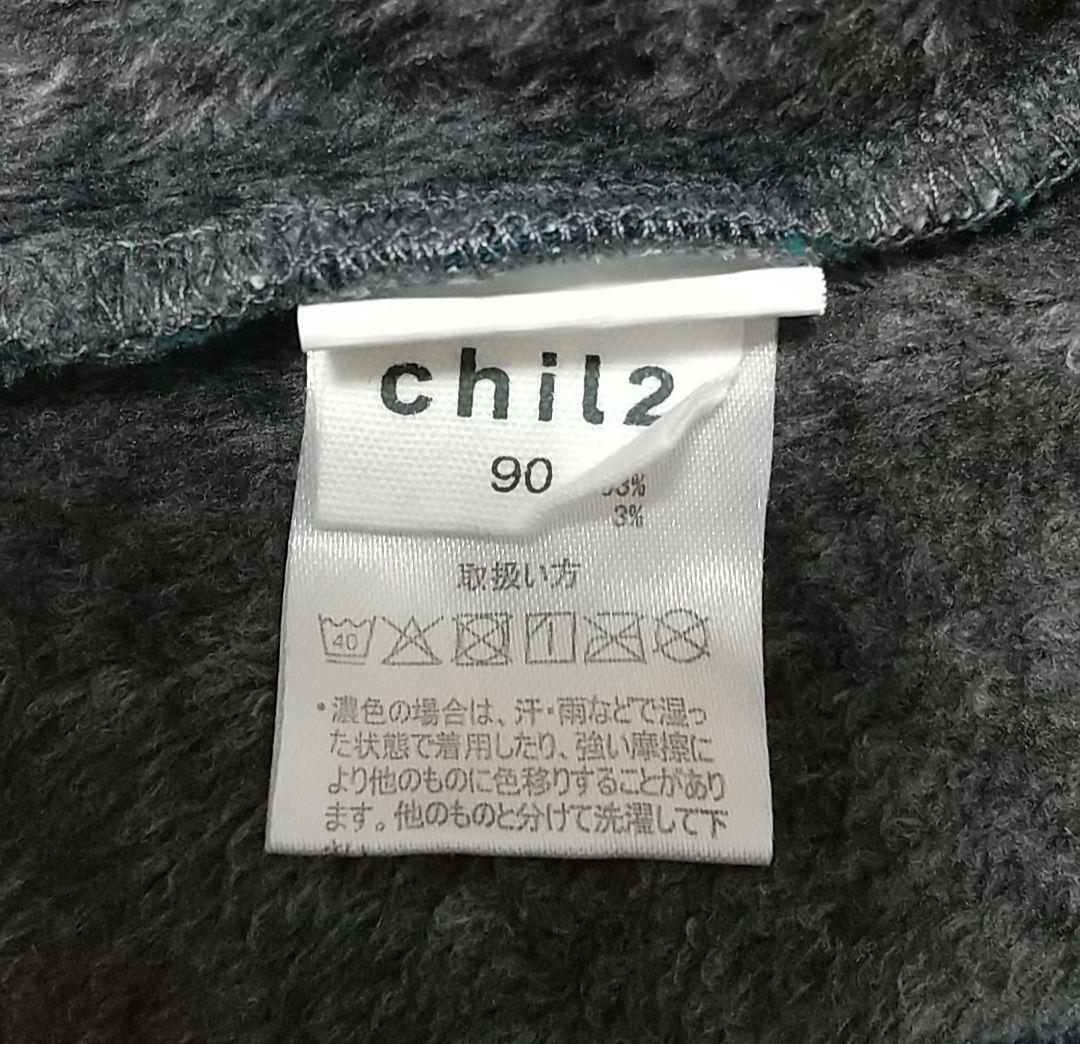 chil2
90
3%
取扱い方
40
•濃色の場合は、汗・雨などで湿っ
た状態で着用したり、強い摩擦に
より他のものに色移りすることがあり
ます。他のものと分けて洗濯して下